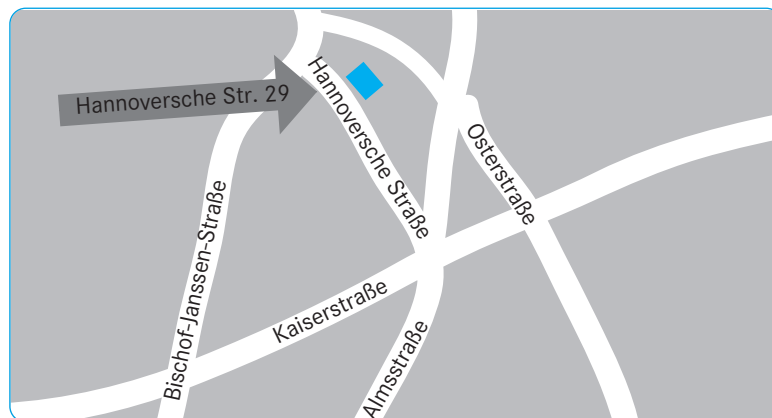 Hannoversche Str. 29
Hannoversche Straße
Osterstraße
Bischof-Janssen-Straße
Kaiserstraße
Almsstraße